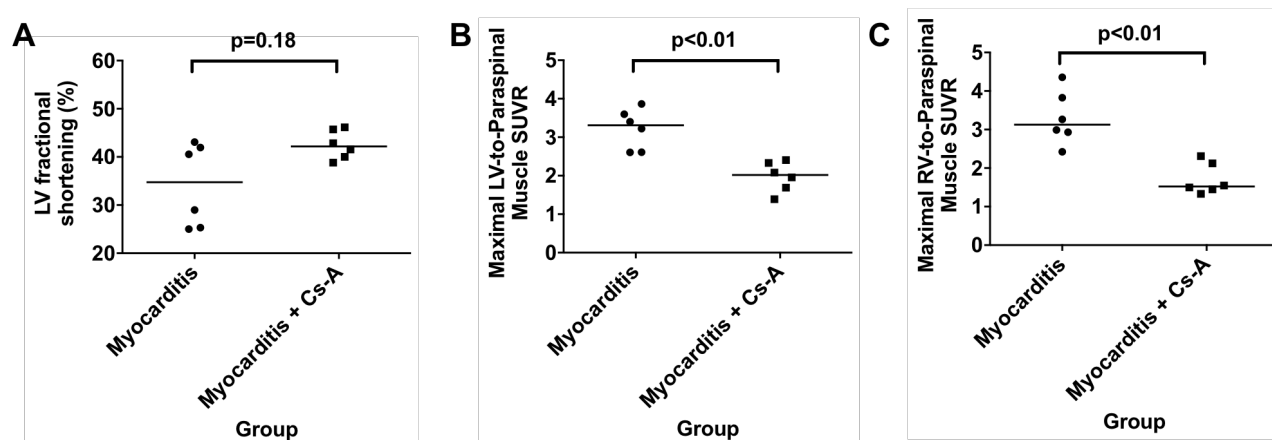 A
p=0.18
LV fractional
shortening (%)
60
50
40
30
20
Myocarditis
Myocarditis + Cs-A
Group
B
p<0.01
Maximal LV-to-Paraspinal
Muscle SUVR
5
4
3
2
1
0
Myocarditis
Myocarditis + Cs-A
Group
C
p<0.01
Maximal RV-to-Paraspinal
Muscle SUVR
5
4
3
2
1
0
Myocarditis
Myocarditis + Cs-A
Group